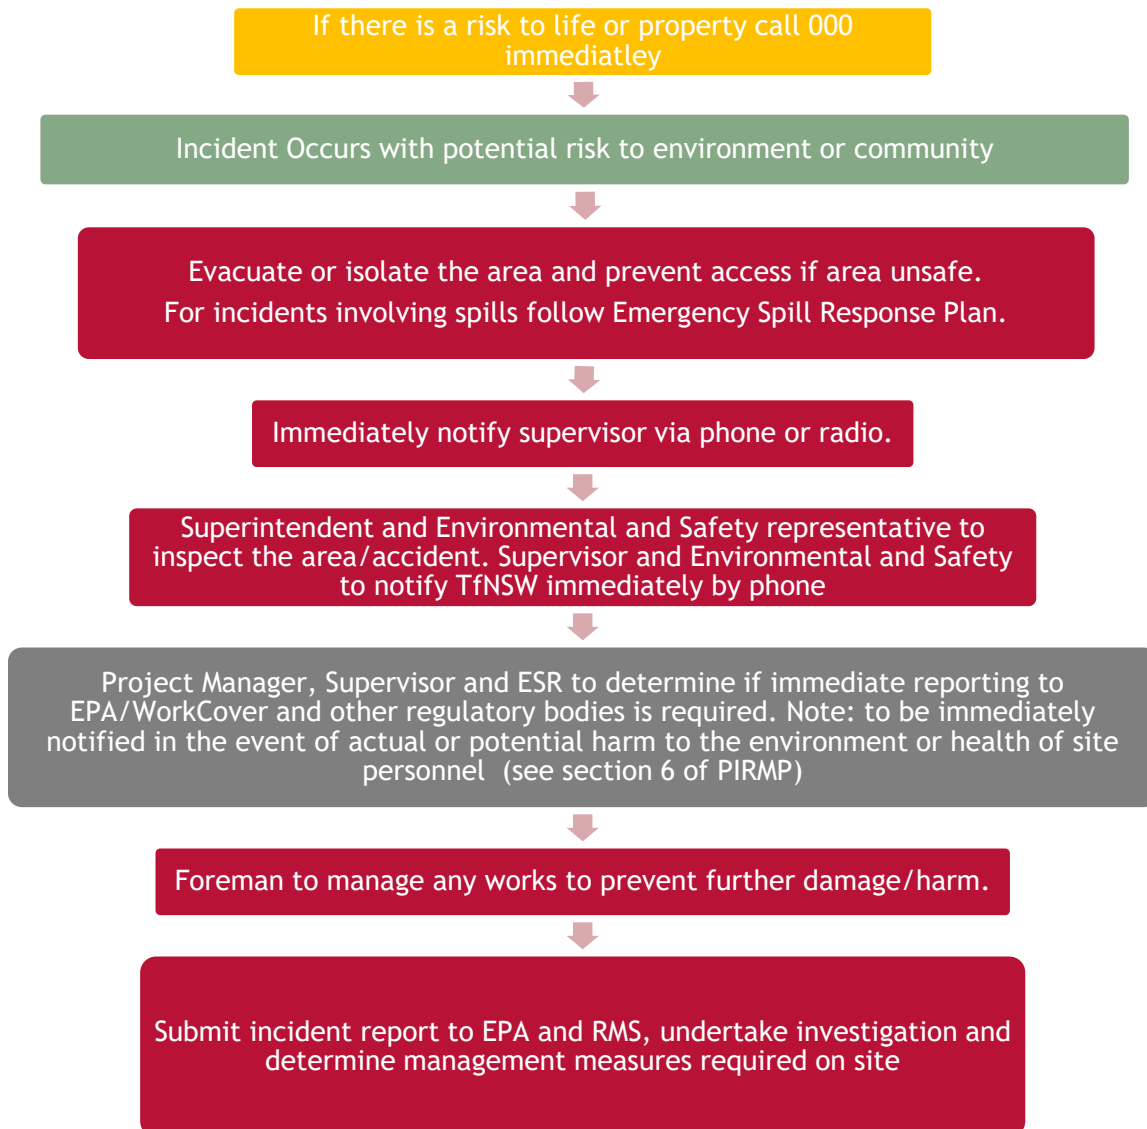 If there is a risk to life or property call 000
immediatley
Incident Occurs with potential risk to environment or community
Evacuate or isolate the area and prevent access if area unsafe.
For incidents involving spills follow Emergency Spill Response Plan.
Immediately notify supervisor via phone or radio.
Superintendent and Environmental and Safety representative to
inspect the area/accident. Supervisor and Environmental and Safety
to notify TfNSW immediately by phone
Project Manager, Supervisor and ESR to determine if immediate reporting to
EPA/WorkCover and other regulatory bodies is required. Note: to be immediately
notified in the event of actual or potential harm to the environment or health of site
personnel  (see section 6 of PIRMP)
Foreman to manage any works to prevent further damage/harm.
Submit incident report to EPA and RMS, undertake investigation and
determine management measures required on site